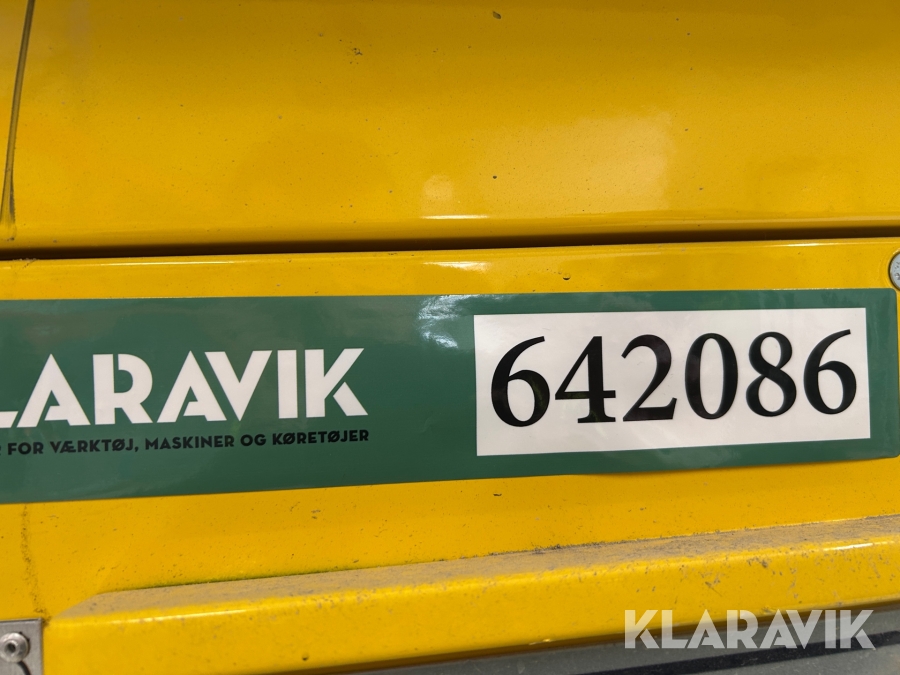 LARAVIK
642086
FOR VÆRKTØJ, MASKINER OG KØRETØJER
KLARAVIK